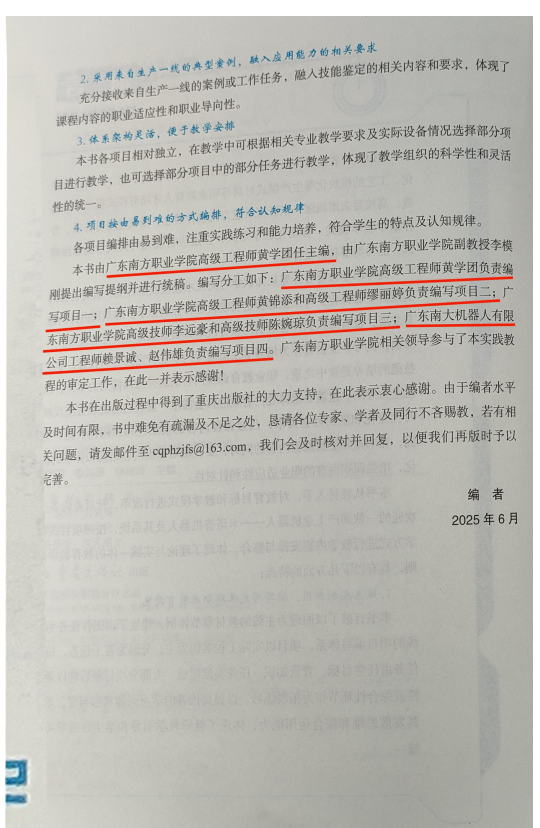 2. 采用来自生产一线的典型案例，融入应用能力的相关要求
充分接收来自生产一线的案例或工作任务，融入技能鉴定的相关内容和要求，体现了
课程内容的职业适应性和职业导向性。
3. 体系架构灵活，便于教学安排
本书各项目相对独立，在教学中可根据相关专业教学要求及实际设备情况选择部分项
目进行教学，也可选择部分项目中的部分任务进行教学，体现了教学组织的科学性和灵活
性的统一。
4. 项目按由易到难的方式编排，符合认知规律
各项目编排由易到难，注重实践练习和能力培养，符合学生的特点及认知规律。
本书由广东南方职业学院高级工程师黄学团任主编，由广东南方职业学院副教授李模
刚提出编写提纲并进行统稿。编写分工如下：广东南方职业学院高级工程师黄学团负责编
写项目一；广东南方职业学院高级工程师黄锦添和高级工程师缪丽婷负责编写项目二；广
东南方职业学院高级技师李远豪和高级技师陈婉琼负责编写项目三；广东南大机器人有限
公司工程师赖景诚、赵伟雄负责编写项目四。广东南方职业学院相关领导参与了本实践教
程的审定工作，在此一并表示感谢！
本书在出版过程中得到了重庆出版社的大力支持，在此表示衷心感谢。由于编者水平
及时间有限，书中难免有疏漏及不足之处，恳请各位专家、学者及同行不吝赐教，若有相
关问题，请发邮件至 cqphzjfs@163.com，我们会及时核对并回复，以便我们再版时予以
完善。
编 者
2025 年 6 月